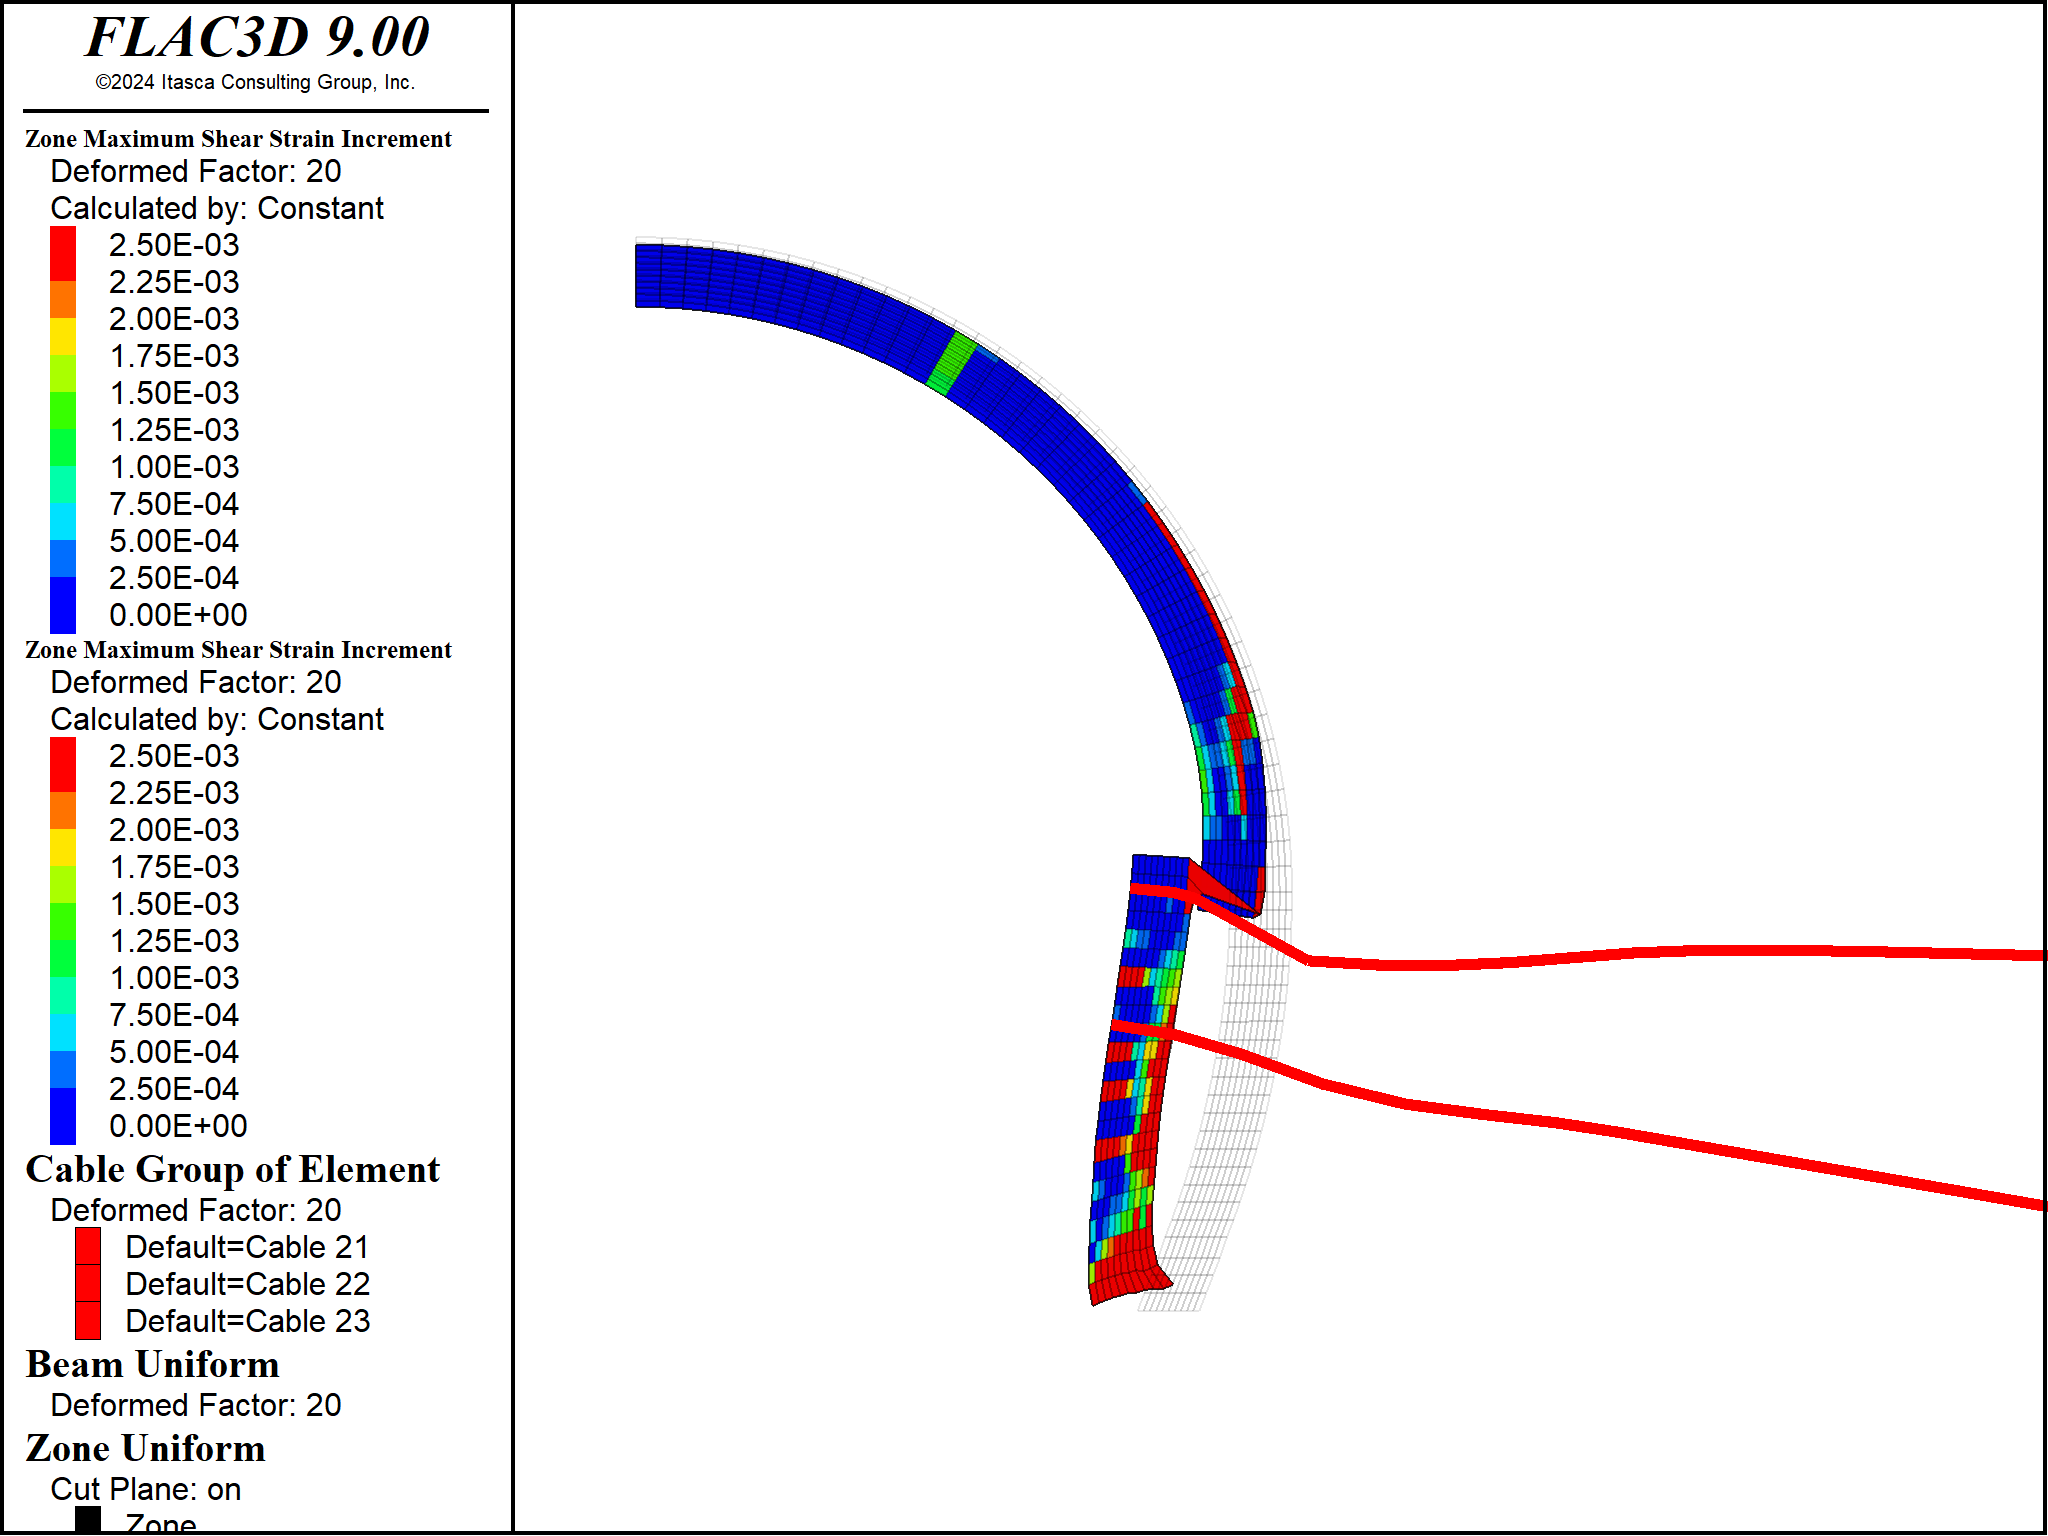 FLAC3D 9.00
©2024 Itasca Consulting Group, Inc.
Zone Maximum Shear Strain Increment
Deformed Factor: 20
Calculated by: Constant
2.50E-03
2.25E-03
2.00E-03
1.75E-03
1.50E-03
1.25E-03
1.00E-03
7.50E-04
5.00E-04
2.50E-04
0.00E+00
Zone Maximum Shear Strain Increment
Deformed Factor: 20
Calculated by: Constant
2.50E-03
2.25E-03
2.00E-03
1.75E-03
1.50E-03
1.25E-03
1.00E-03
7.50E-04
5.00E-04
2.50E-04
0.00E+00
Cable Group of Element
Deformed Factor: 20
Default=Cable 21
Default=Cable 22
Default=Cable 23
Beam Uniform
Deformed Factor: 20
Zone Uniform
Cut Plane: on
Zone